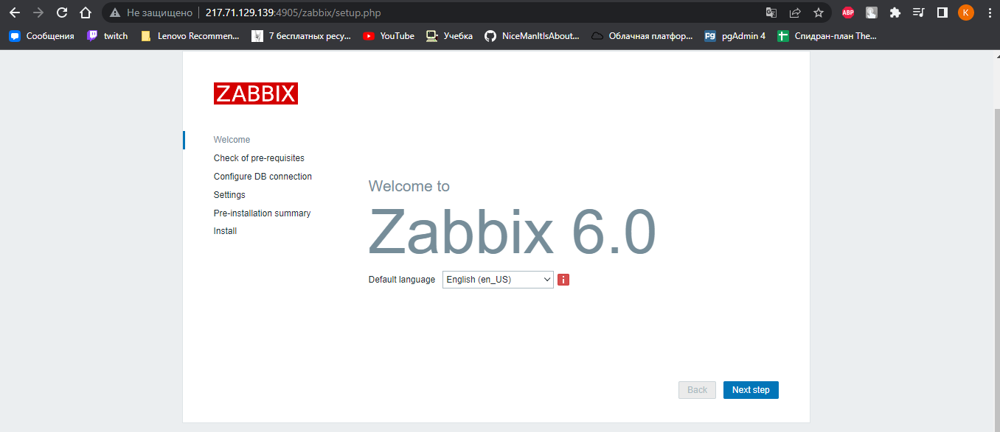 Не защищено 217.71.129.139:4905/zabbix/setup.php ABP K
Сообщения twitch Lenovo Recommen... 7 бесплатных ресу... YouTube Учебка NiceManItIsAbout... Облачная платфор... pgAdmin 4 Спидран-план The...
ZABBIX
Welcome
Check of pre-requisites
Configure DB connection
Settings
Pre-installation summary
Install
Welcome to
Zabbix 6.0
Default language English (en_US) i
Back Next step